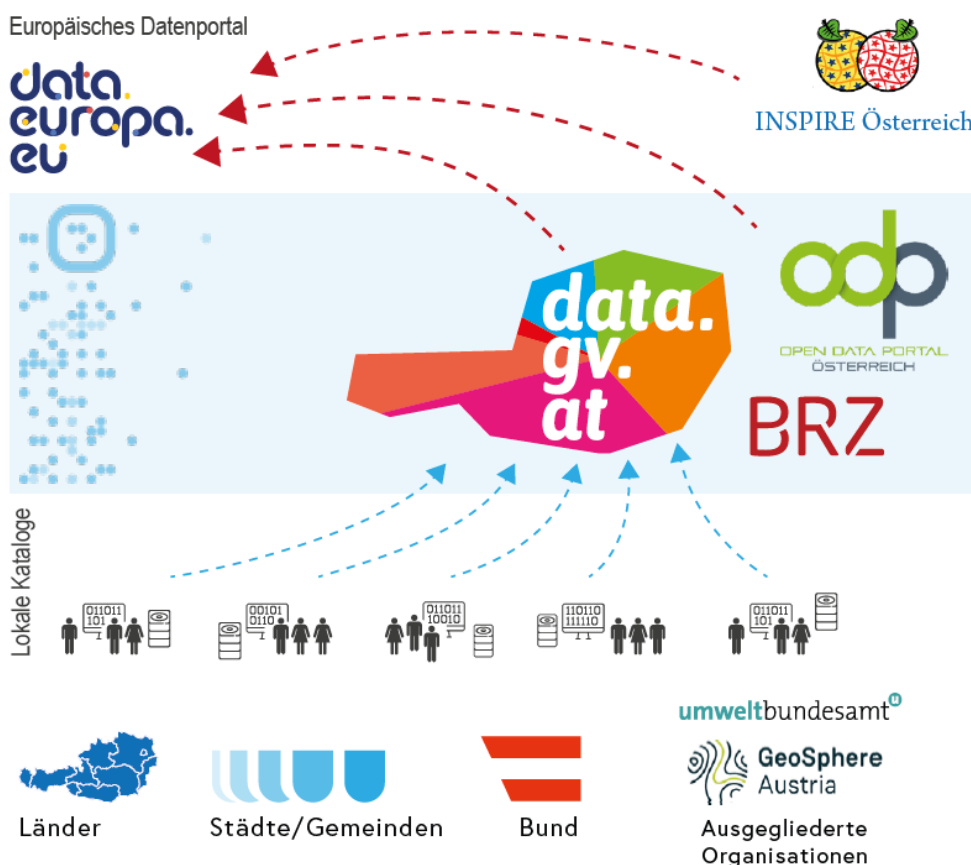 Europäisches Datenportal
data.
europa.
eu
INSPIRE Österreich
data.
gv.
at
odp
OPEN DATA PORTAL
ÖSTERREICH
BRZ
Lokale Kataloge
011011
101
00101
0110
011011
10010
110110
111110
011011
101
umweltbundesamt
u
GeoSphere
Austria
Länder
Städte/Gemeinden
Bund
Ausgegliederte
Organisationen